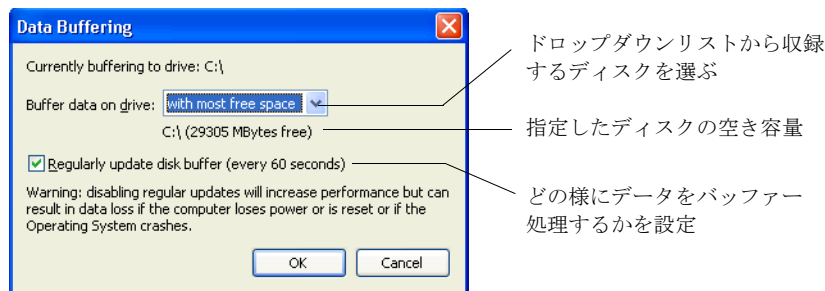 Data Buffering
Currently buffering to drive: C:\
Buffer data on drive: with most free space
C:\ (29305 MBytes free)
Regularly update disk buffer (every 60 seconds)
Warning: disabling regular updates will increase performance but can
result in data loss if the computer loses power or is reset or if the
Operating System crashes.
OK Cancel
ドロップダウンリストから収録
するディスクを選ぶ
指定したディスクの空き容量
どの様にデータをバッファー
処理するかを設定